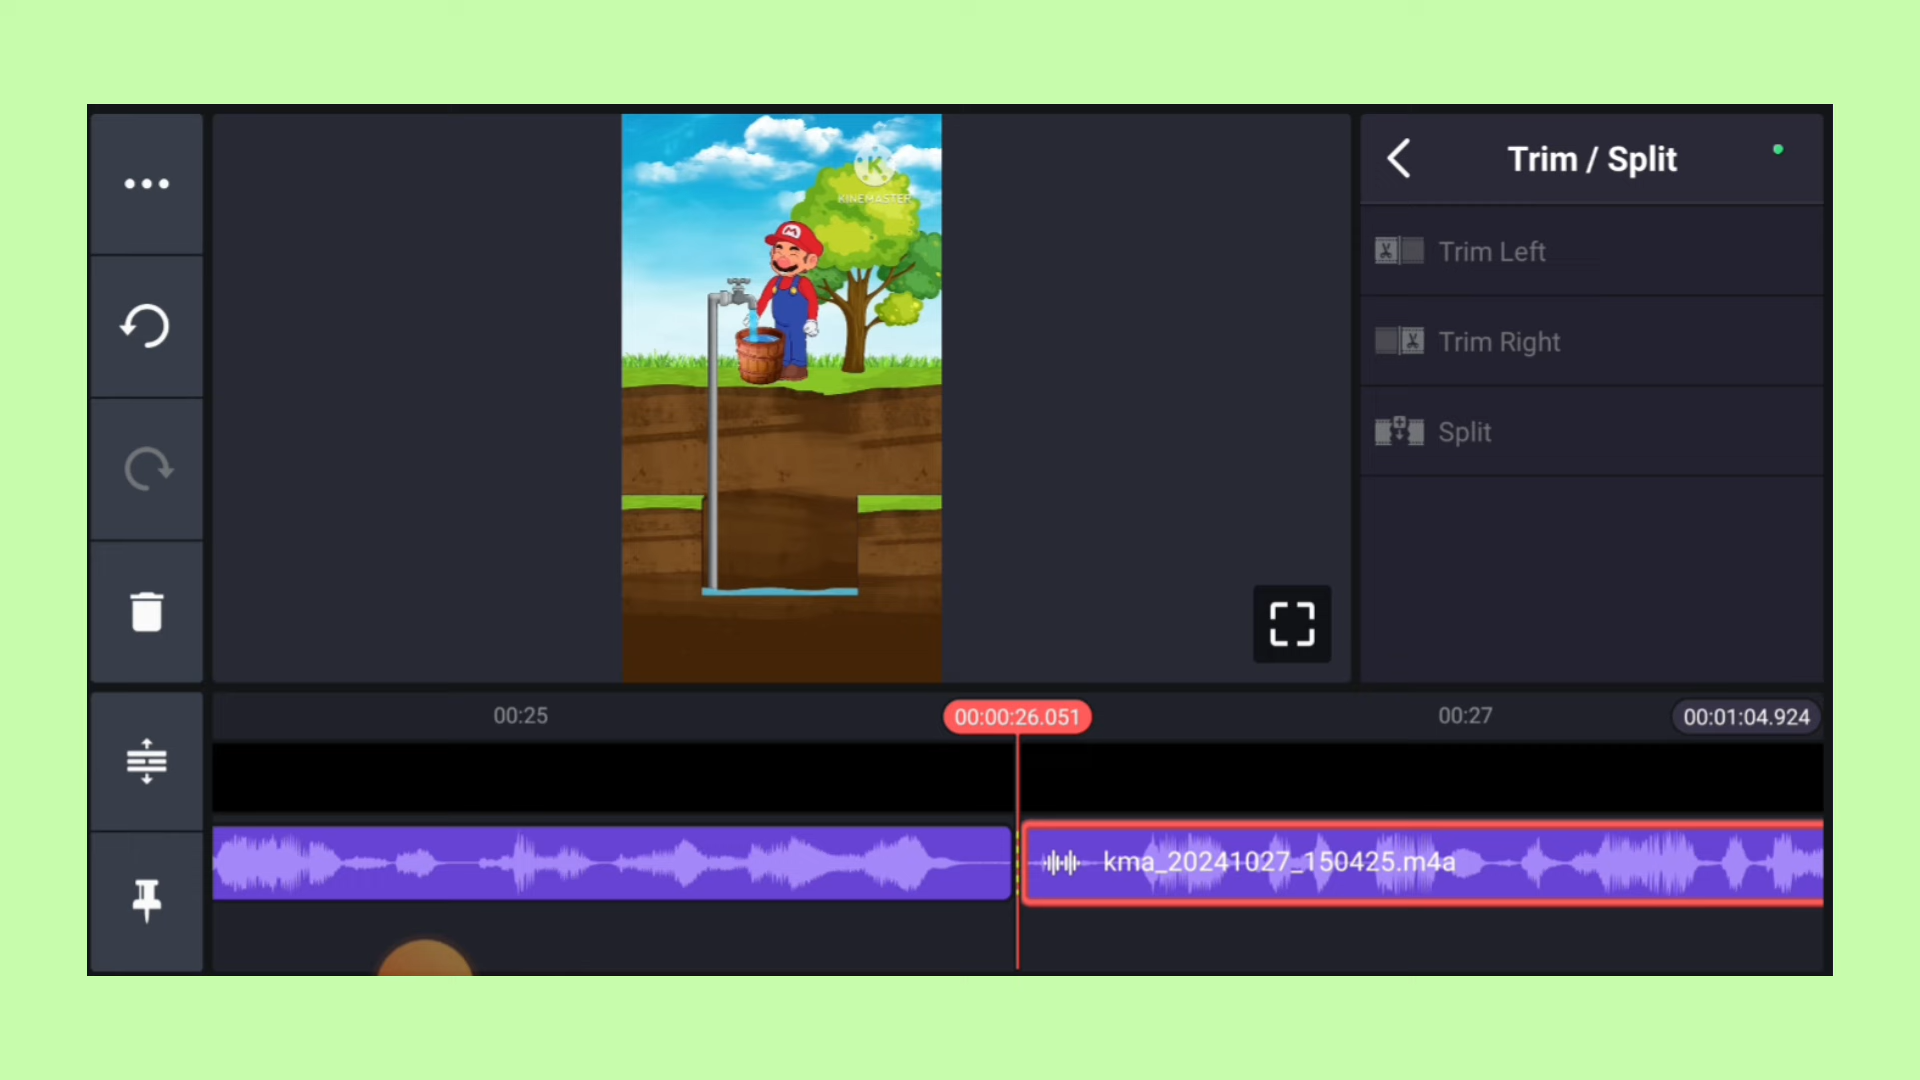 Trim / Split
K
KINEMASTER
M
Trim Left
Trim Right
Split
00:25
00:00:26.051
00:27
00:01:04.924
kma_20241027_150425.m4a